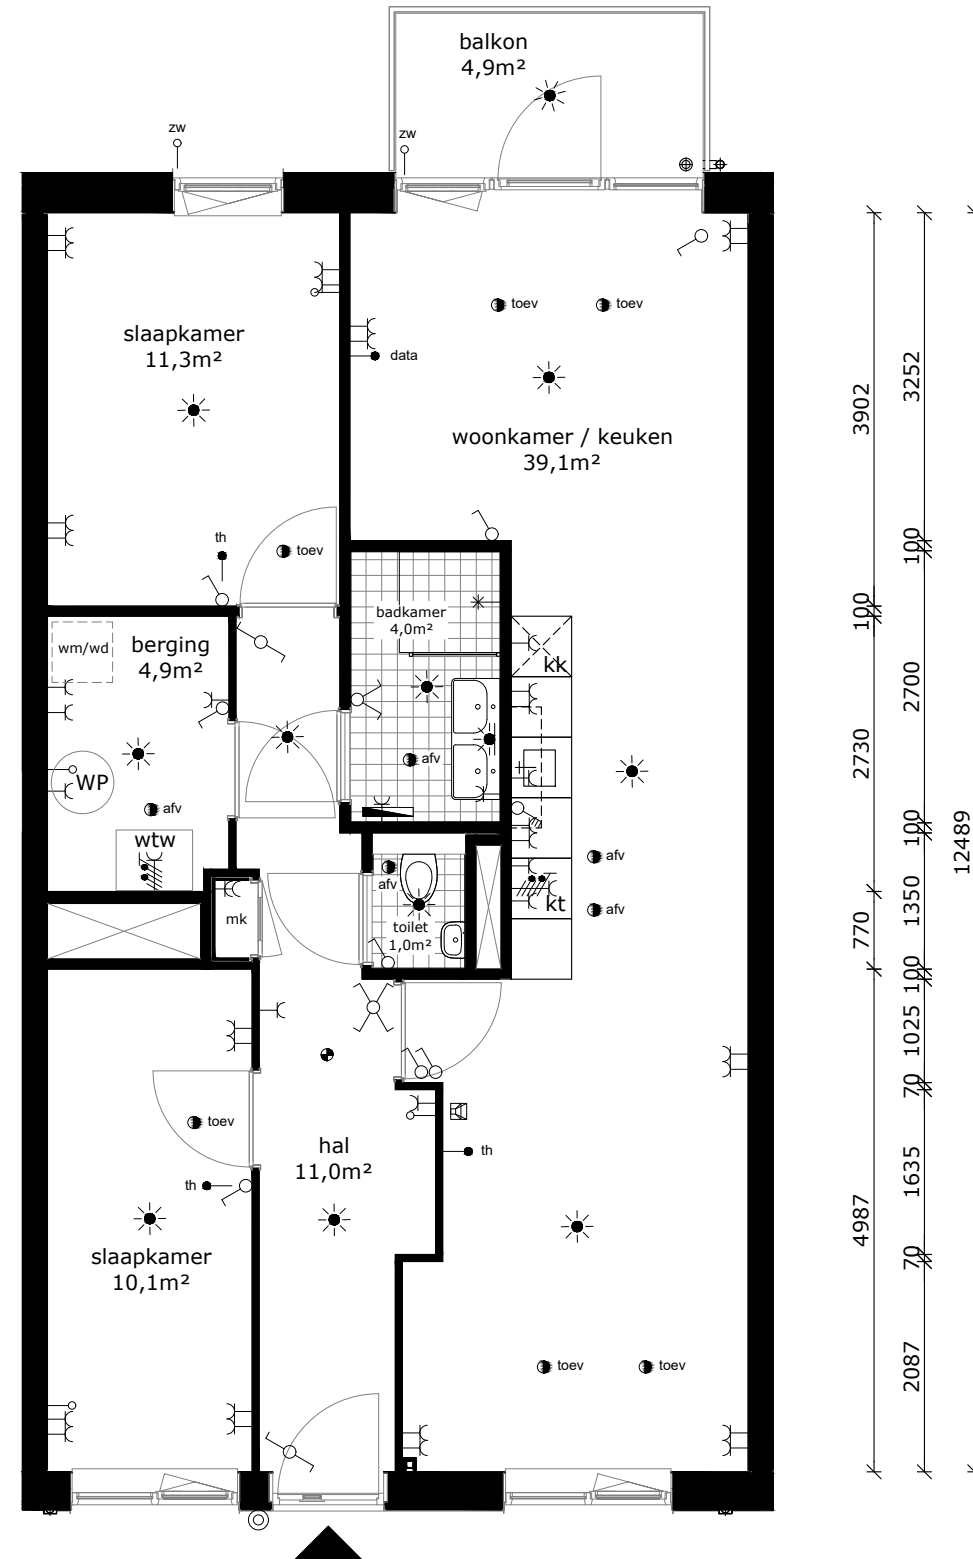 balkon
4,9m²
zw
zw
toev
toev
slaapkamer
11,3m²
data
woonkamer / keuken
39,1m²
th
toev
badkamer
4,0m²
wm/wd
berging
4,9m²
kk
WP
afv
afv
wtw
afv
afv
kt
afv
mk
toilet
1,0m²
toev
hal
11,0m²
th
th
slaapkamer
10,1m²
toev
toev
3902
100
2730
770
4987
3252
100
2700
100
1350
100
1025
70
1635
70
2087
12489